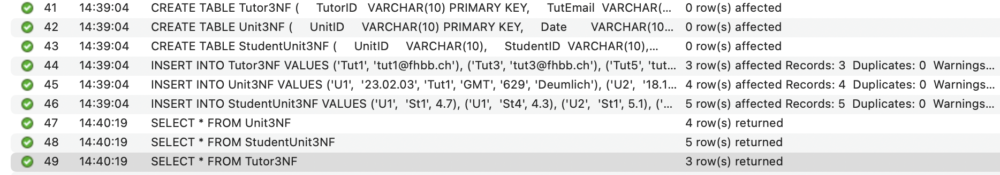 41 14:39:04 CREATE TABLE Tutor3NF ( TutorID VARCHAR(10) PRIMARY KEY, TutEmail VARCHAR(... 0 row(s) affected
42 14:39:04 CREATE TABLE Unit3NF ( UnitID VARCHAR(10) PRIMARY KEY, Date VARCHAR(10... 0 row(s) affected
43 14:39:04 CREATE TABLE StudentUnit3NF ( UnitID VARCHAR(10), StudentID VARCHAR(10),... 0 row(s) affected
44 14:39:04 INSERT INTO Tutor3NF VALUES ('Tut1', 'tut1@fhbb.ch'), ('Tut3', 'tut3@fhbb.ch'), ('Tut5', 'tut... 3 row(s) affected Records: 3 Duplicates: 0 Warnings...
45 14:39:04 INSERT INTO Unit3NF VALUES ('U1', '23.02.03', 'Tut1', 'GMT', '629', 'Deumlich'), ('U2', '18.1... 4 row(s) affected Records: 4 Duplicates: 0 Warnings...
46 14:39:04 INSERT INTO StudentUnit3NF VALUES ('U1', 'St1', 4.7), ('U1', 'St4', 4.3), ('U2', 'St1', 5.1), ('... 5 row(s) affected Records: 5 Duplicates: 0 Warnings...
47 14:40:19 SELECT * FROM Unit3NF 4 row(s) returned
48 14:40:19 SELECT * FROM StudentUnit3NF 5 row(s) returned
49 14:40:19 SELECT * FROM Tutor3NF 3 row(s) returned